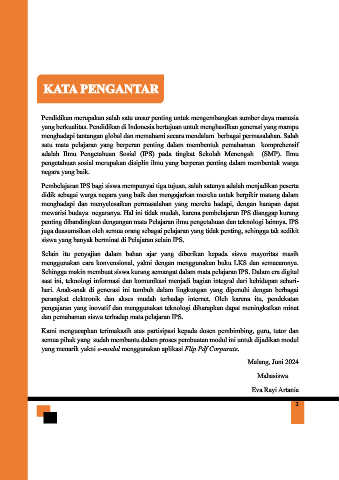 KATA PENGANTAR
Pendidikan merupakan salah satu unsur penting untuk mengembangkan sumber daya manusia
yang berkualitas. Pendidikan di Indonesia bertujuan untuk menghasilkan generasi yang mampu
menghadapi tantangan global dan memahami secara mendalam berbagai permasalahan. Salah
satu mata pelajaran yang berperan penting dalam membentuk pemahaman komprehensif
adalah Ilmu Pengetahuan Sosial (IPS) pada tingkat Sekolah Menengah (SMP). Ilmu
pengetahuan sosial merupakan disiplin ilmu yang berperan penting dalam membentuk warga
negara yang baik.
Pembelajaran IPS bagi siswa mempunyai tiga tujuan, salah satunya adalah menjadikan peserta
didik sebagai warga negara yang baik dan mengajarkan mereka untuk berpikir matang dalam
menghadapi dan menyelesaikan permasalahan yang mereka hadapi, dengan harapan dapat
mewarisi budaya negaranya. Hal ini tidak mudah, karena pembelajaran IPS dianggap kurang
penting dibandingkan dengan mata Pelajaran ilmu pengetahuan dan teknologi lainnya. IPS
juga diasumsikan oleh semua orang sebagai pelajaran yang tidak penting, sehingga tak sedikit
siswa yang banyak berminat di Pelajaran selain IPS.
Selain itu penyajian dalam bahan ajar yang diberikan kepada siswa mayoritas masih
menggunakan cara konvensional, yakni dengan menggunakan buku LKS dan semacamnya.
Sehingga makin membuat siswa kurang semangat dalam mata pelajaran IPS. Dalam era digital
saat ini, teknologi informasi dan komunikasi menjadi bagian integral dari kehidupan sehari-
hari. Anak-anak di generasi ini tumbuh dalam lingkungan yang dipenuhi dengan berbagai
perangkat elektronik dan akses mudah terhadap internet. Oleh karena itu, pendekatan
pengajaran yang inovatif dan menggunakan teknologi diharapkan dapat meningkatkan minat
dan pemahaman siswa terhadap mata pelajaran IPS.
Kami mengucapkan terimakasih atas partisipasi kepada dosen pembimbing, guru, tutor dan
semua pihak yang sudah membantu dalam proses pembuatan modul ini untuk dijadikan modul
yang menarik yakni e-modul menggunakan aplikasi Flip Pdf Corparate.
Malang, Juni 2024
Mahasiswa
Eva Rayi Artania
2